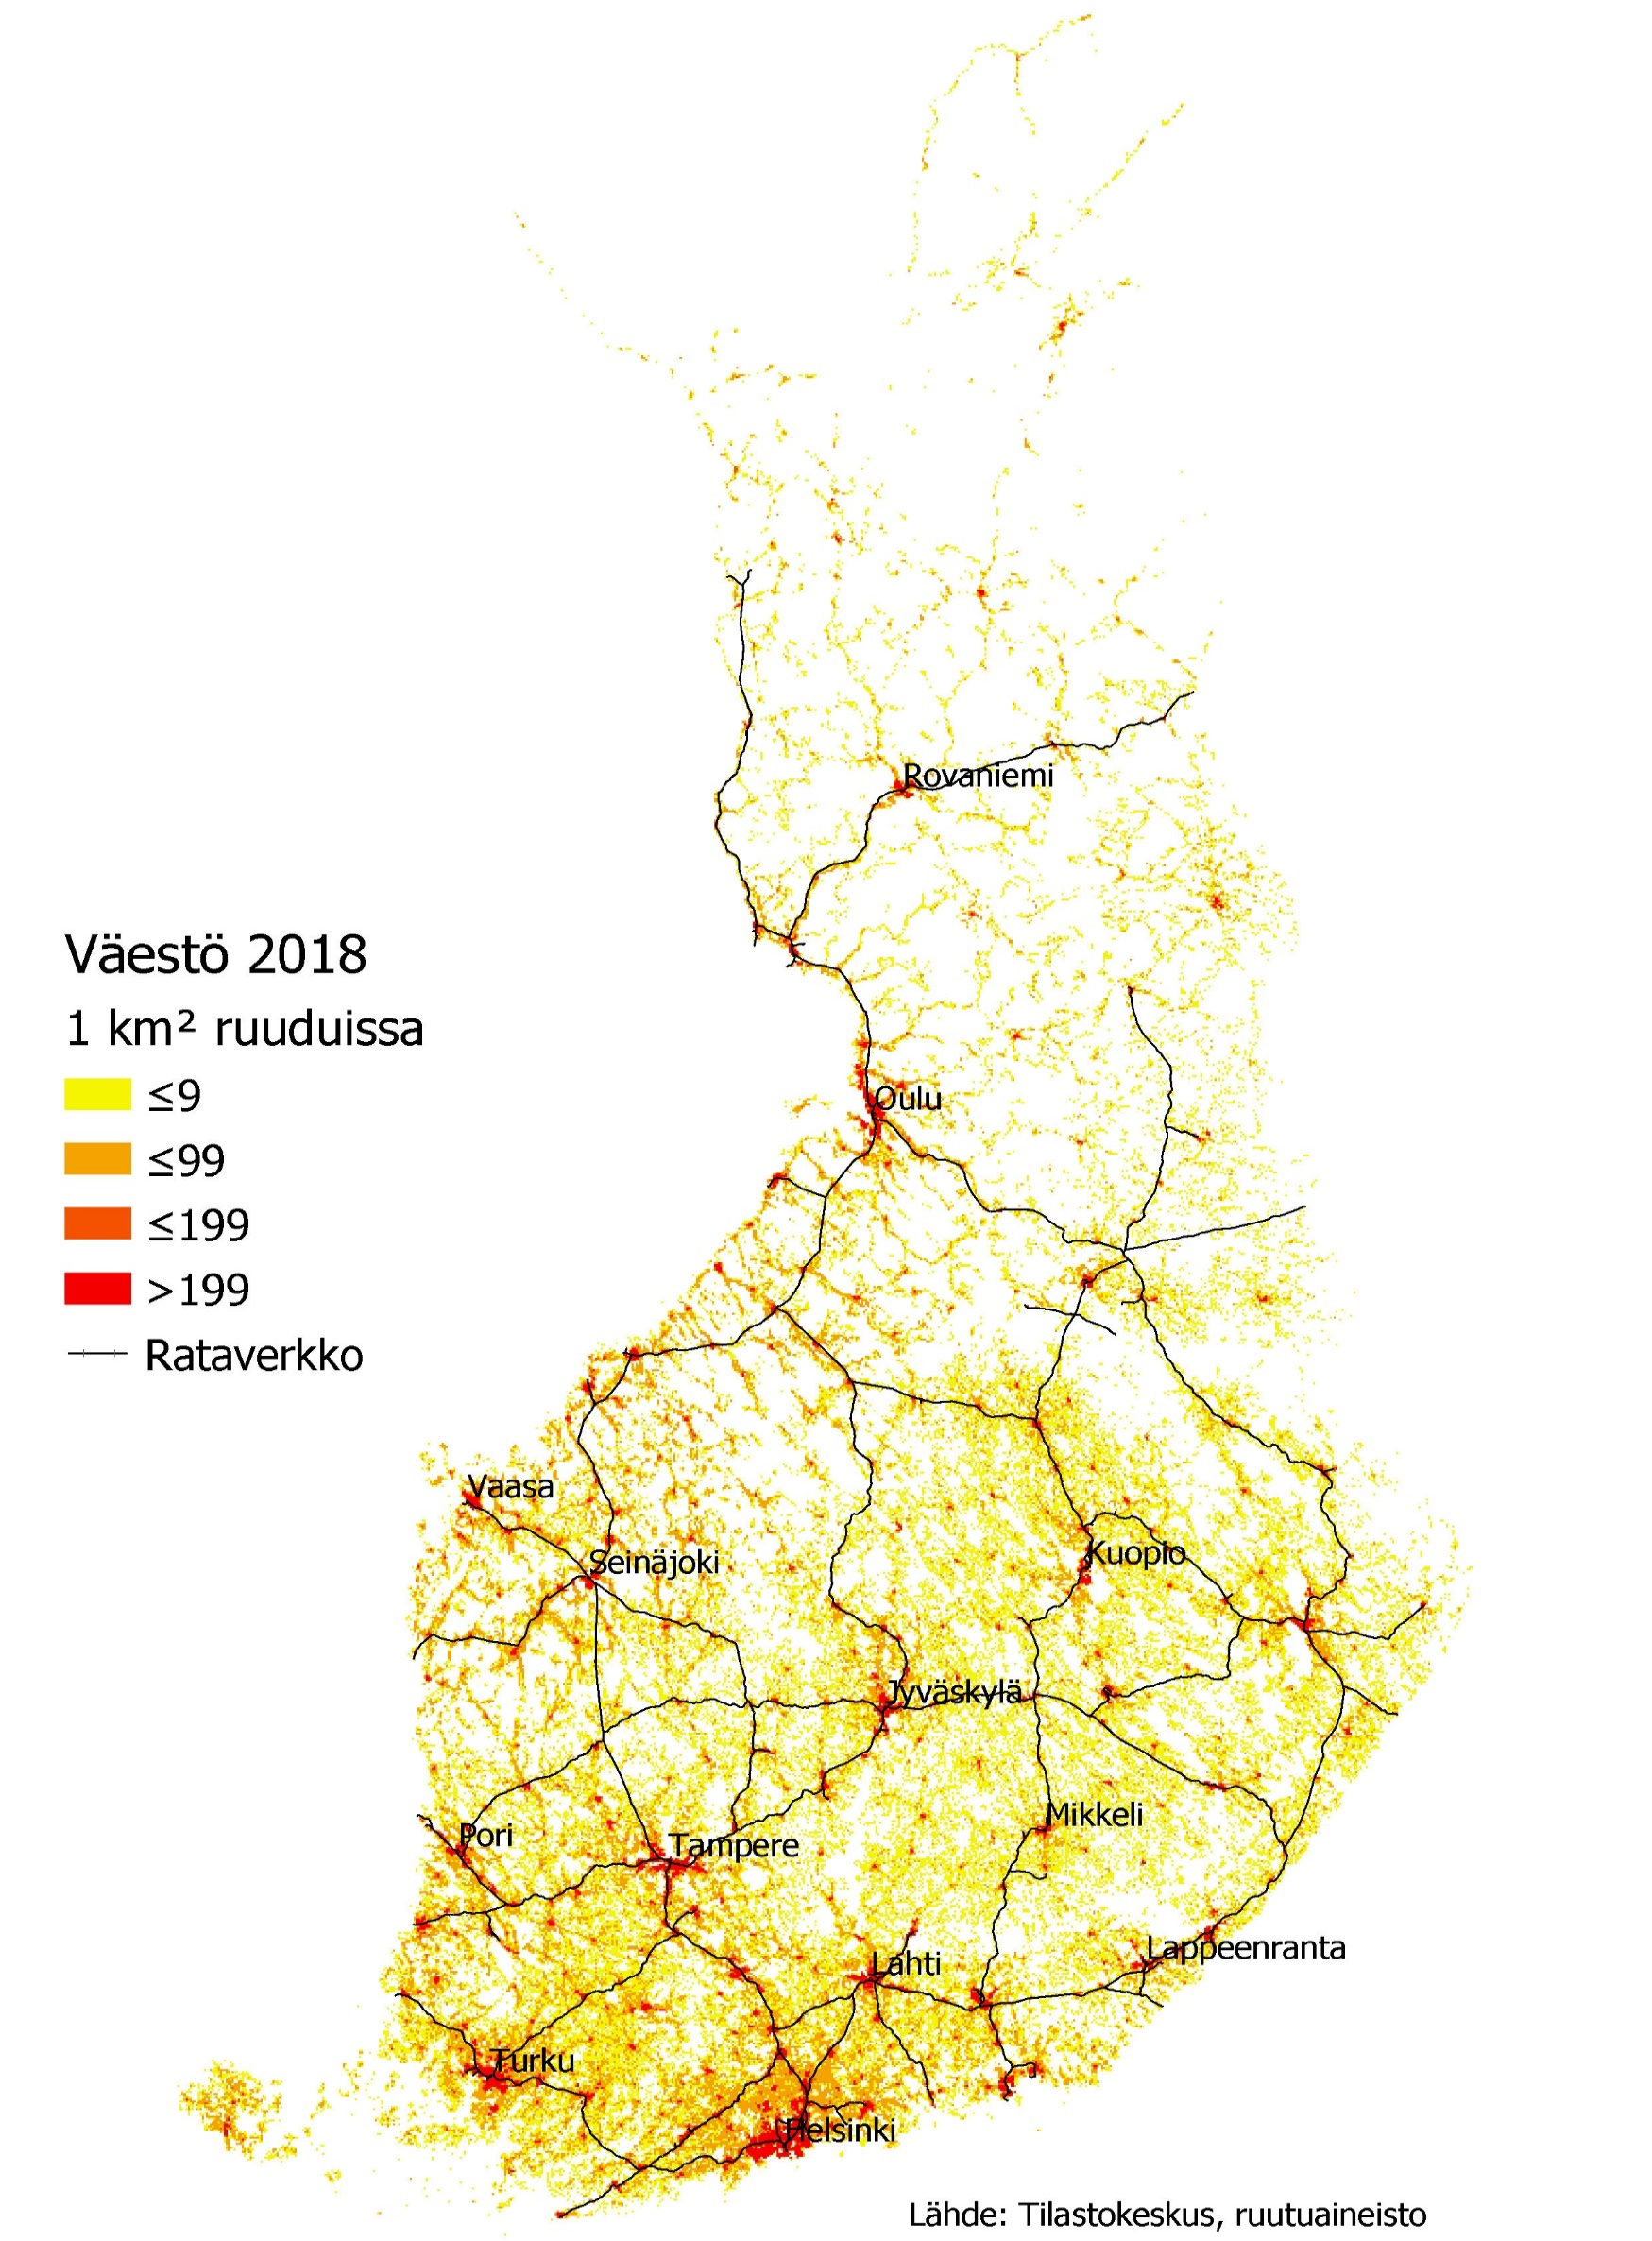 Rovaniemi
Väestö 2018
1 km² ruuduissa
≤9
≤99
≤199
>199
Rataverkko
Oulu
Vaasa
Seinäjoki
Kuopio
Jyväskylä
Mikkeli
Pori
Tampere
Lahti
Lappeenranta
Turku
Helsinki
Lähde: Tilastokeskus, ruutuaineisto